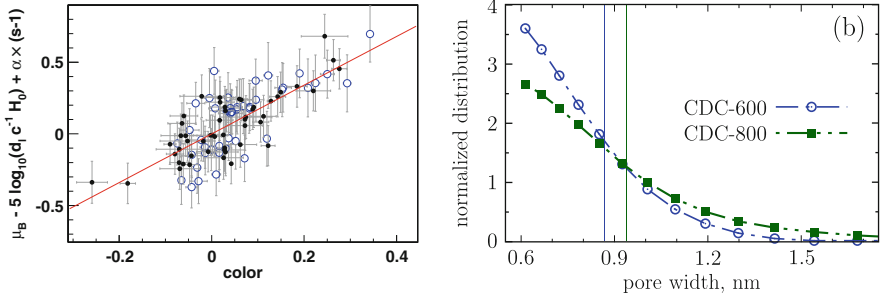 μB - 5 log10(dl c-1 H0) + α × (s-1)
0.5
0
-0.5
-0.2
0
0.2
0.4
color
(b)
normalized distribution
4
3
2
1
0
CDC-600
CDC-800
0.6
0.9
1.2
1.5
pore width, nm